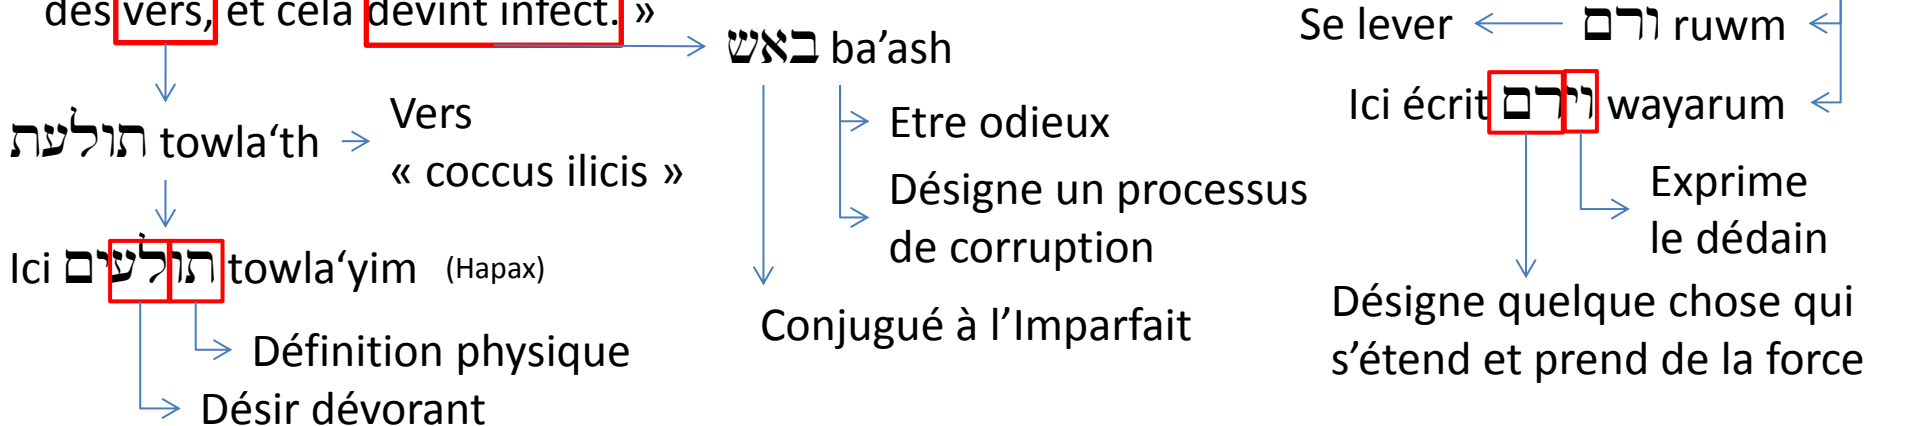 des vers, et cela devint infect. »
באש ba’ash
Se lever
ורם ruwm
Ici écrit וירם wayarum
תולעת towla‘th
Vers
« coccus ilicis »
Etre odieux
Désigne un processus
de corruption
Exprime
le dédain
Ici תולעים towla‘yim (Hapax)
Conjugué à l’Imparfait
Désigne quelque chose qui
s’étend et prend de la force
Définition physique
Désir dévorant